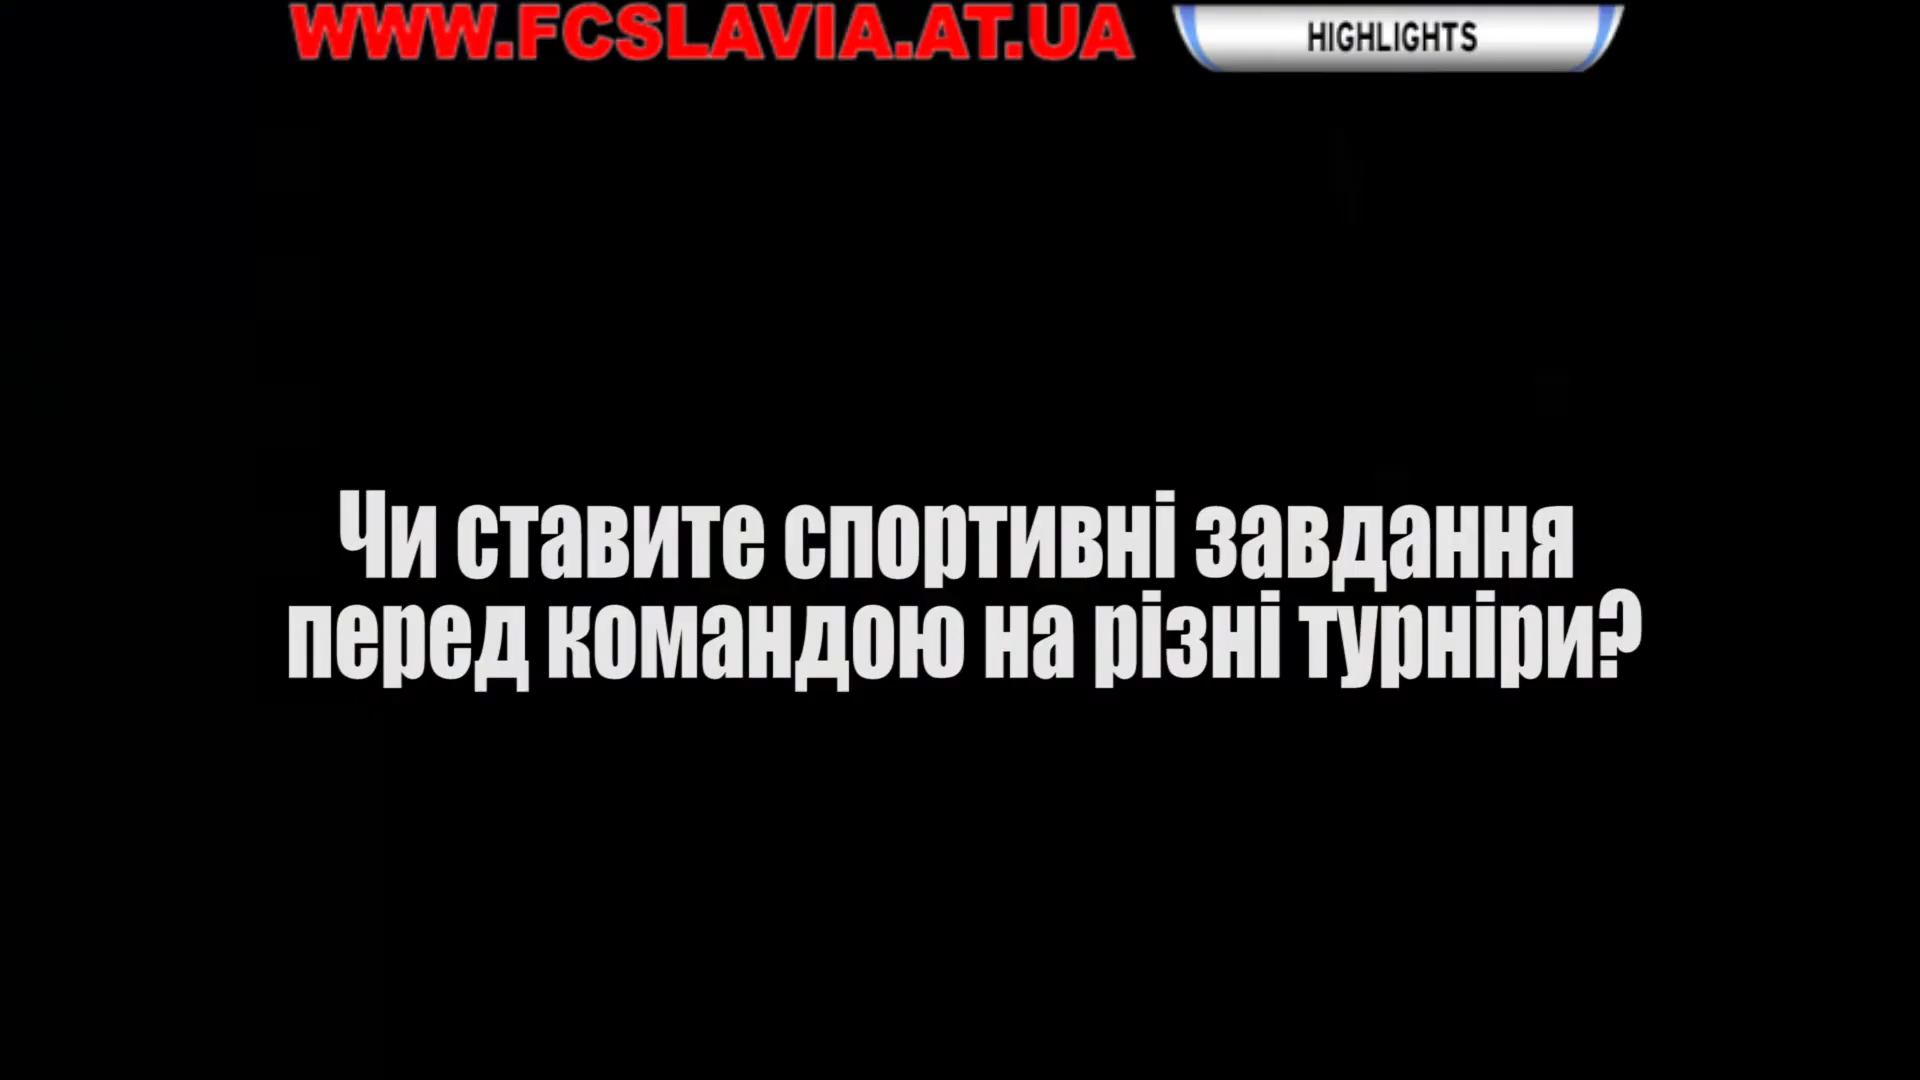 WWW.FCSLAVIA.AT.UA
HIGHLIGHTS
Чи ставите спортивні завдання
перед командою на різні турніри?